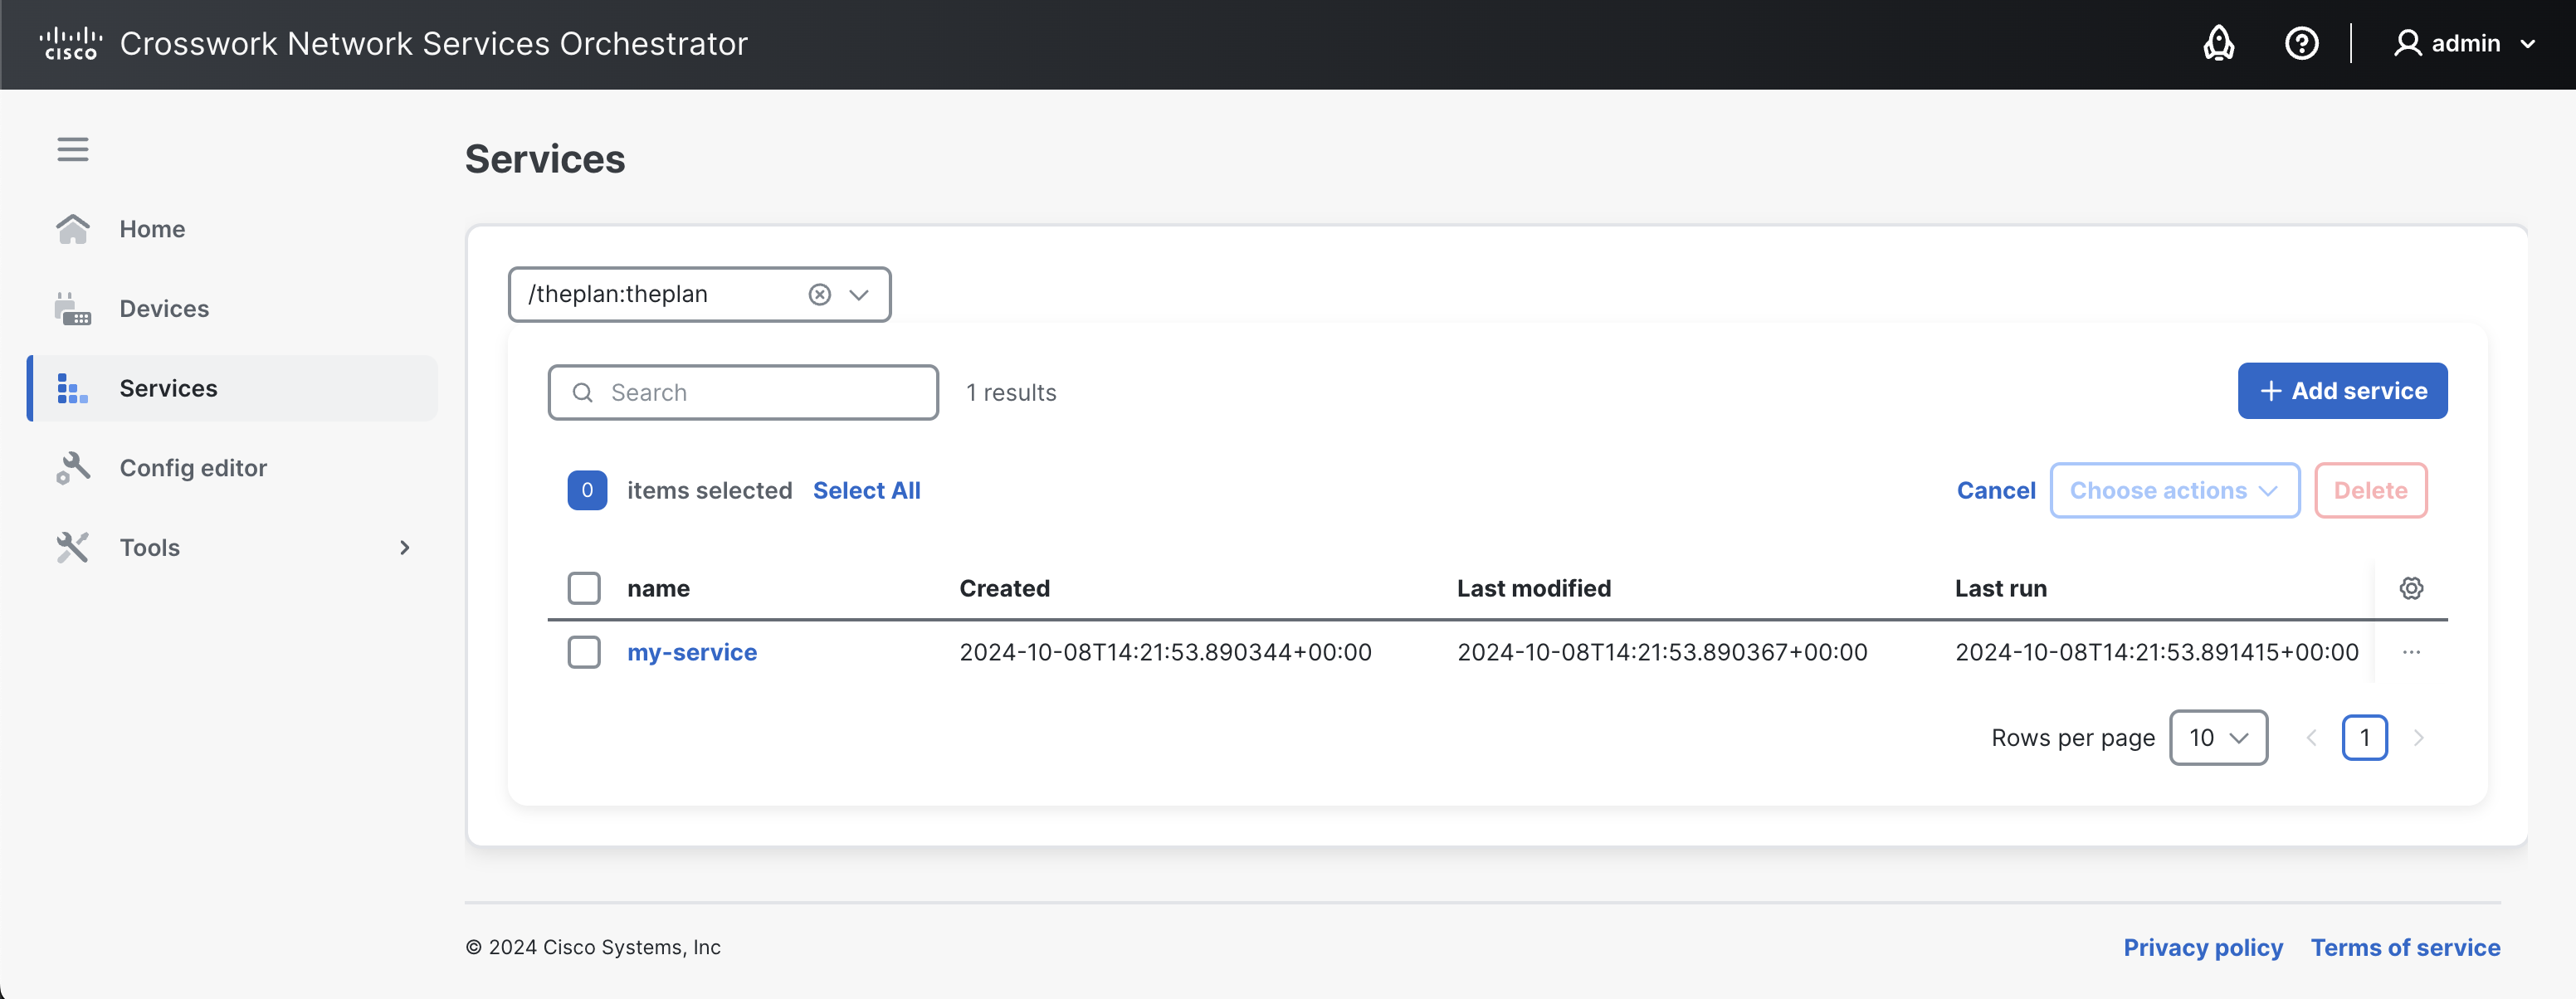 cisco Crosswork Network Services Orchestrator admin
Services
Home
Devices
Services
Config editor
Tools
/theplan:theplan
Search 1 results + Add service
0 items selected Select All Cancel Choose actions Delete
name Created Last modified Last run
my-service 2024-10-08T14:21:53.890344+00:00 2024-10-08T14:21:53.890367+00:00 2024-10-08T14:21:53.891415+00:00 ...
Rows per page 10 1
© 2024 Cisco Systems, Inc Privacy policy Terms of service